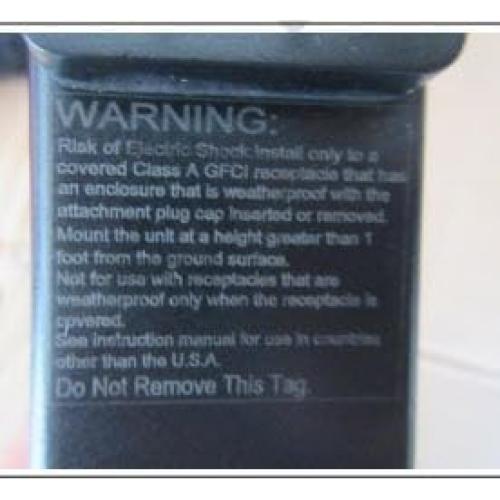 WARNING:
Risk of Electric Shock.Install only to a
covered Class A GFCI receptacle that has
an enclosure that is weatherproof with the
attachment plug cap inserted or removed.
Mount the unit at a height greater than 1
foot from the ground surface.
Not for use with receptacles that are
weatherproof only when the receptacle is
covered.
See instruction manual for use in countries
other than the U.S.A.
Do Not Remove This Tag.